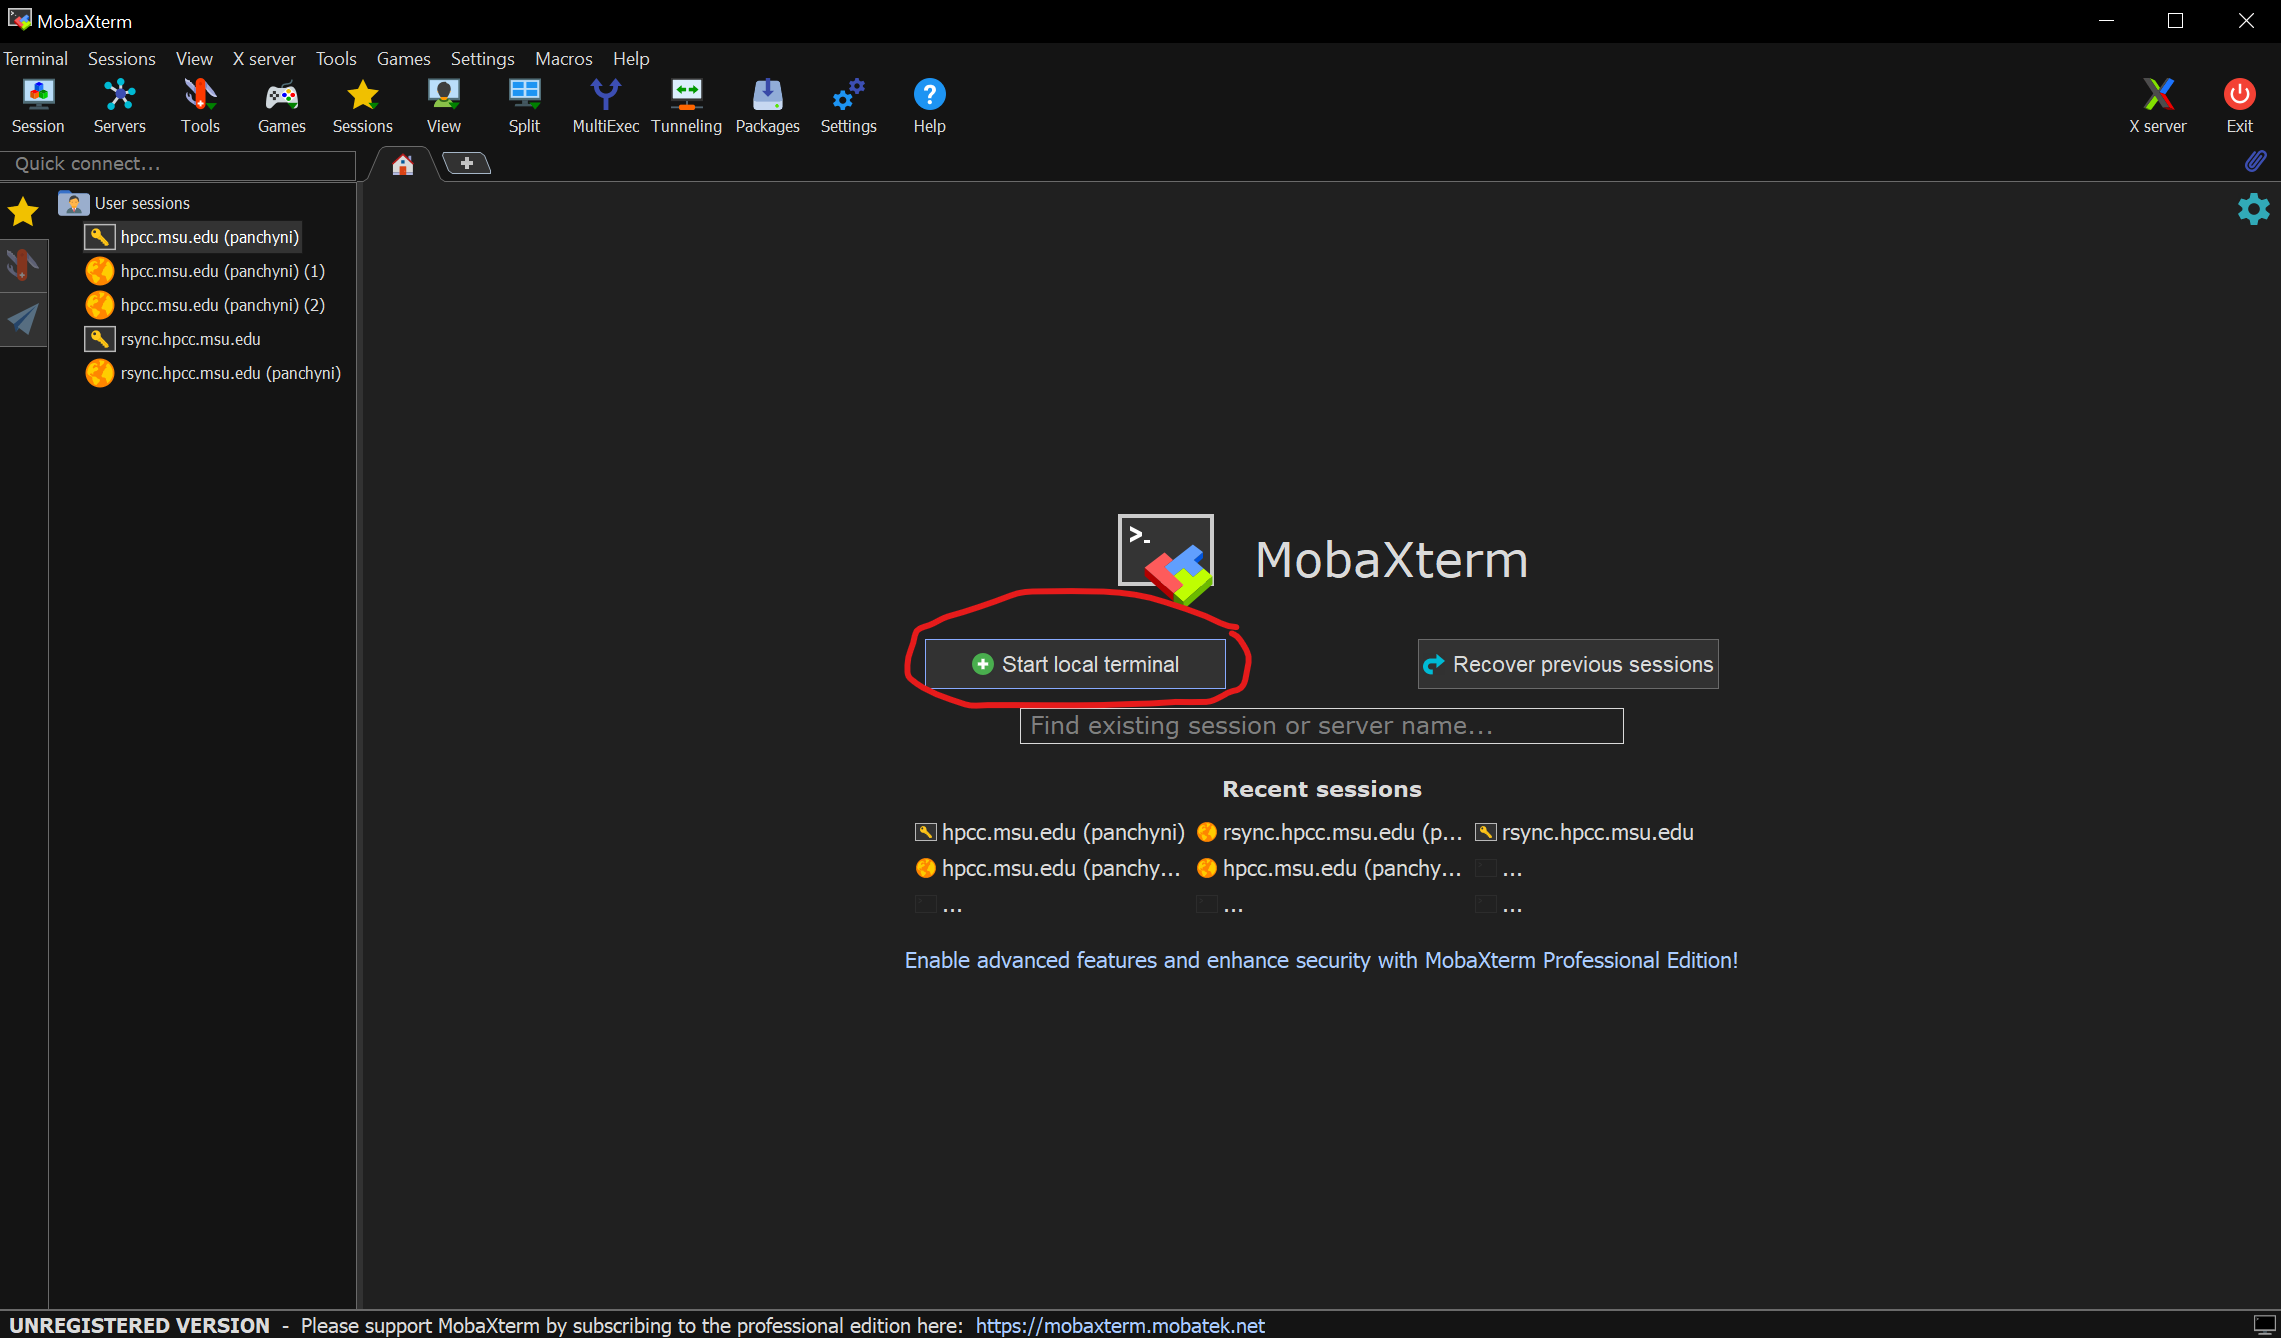 MobaXterm
Terminal Sessions View X server Tools Games Settings Macros Help
Session Servers Tools Games Sessions View Split MultiExec Tunneling Packages Settings Help X server Exit
Quick connect...
User sessions
hpcc.msu.edu (panchyni)
hpcc.msu.edu (panchyni) (1)
hpcc.msu.edu (panchyni) (2)
rsync.hpcc.msu.edu
rsync.hpcc.msu.edu (panchyni)
>_
MobaXterm
Start local terminal Recover previous sessions
Find existing session or server name...
Recent sessions
hpcc.msu.edu (panchyni) rsync.hpcc.msu.edu (p... rsync.hpcc.msu.edu
hpcc.msu.edu (panchy... hpcc.msu.edu (panchy... ...
... ... ...
Enable advanced features and enhance security with MobaXterm Professional Edition!
UNREGISTERED VERSION - Please support MobaXterm by subscribing to the professional edition here: https://mobaxterm.mobatek.net